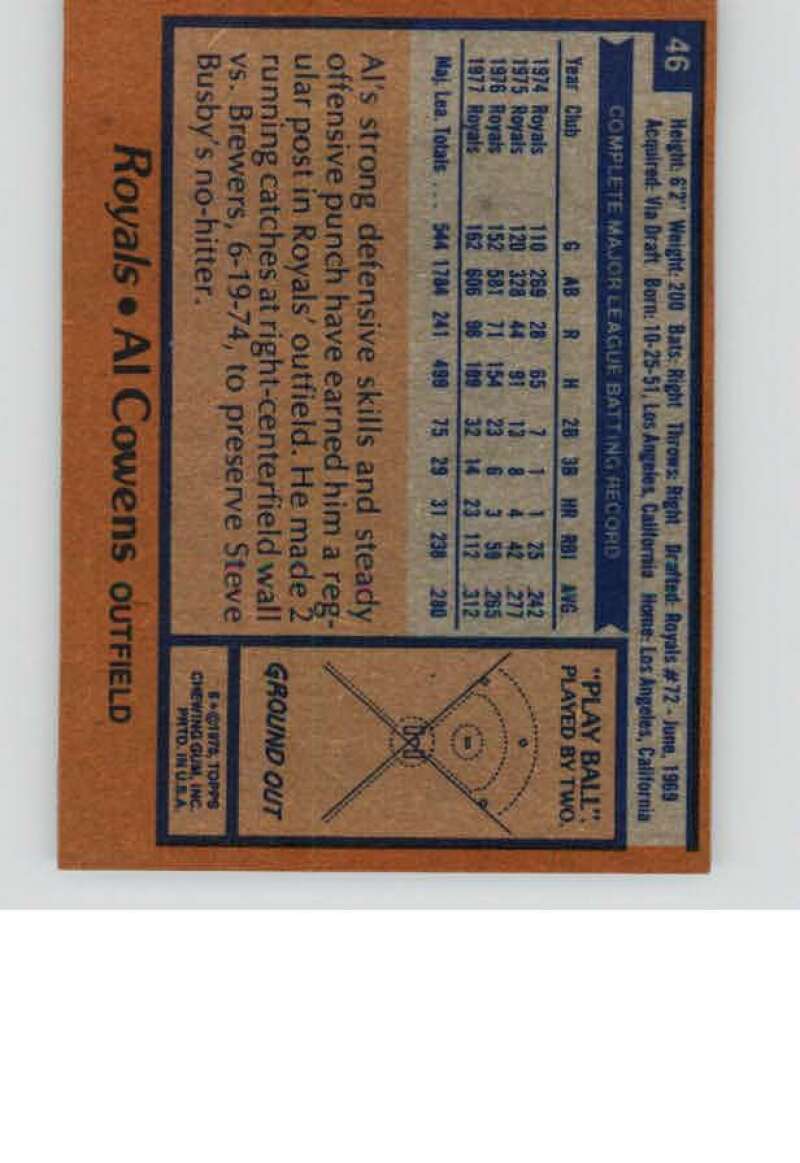 46
Height: 6'2" Weight: 200 Bats: Right Throws: Right Drafted: Royals #72 - June, 1969
Acquired: Via Draft Born: 10-25-51, Los Angeles, California Home: Los Angeles, California
COMPLETE MAJOR LEAGUE BATTING RECORD
Year Club G AB R H 2B 3B HR RBI AVG.
1974 Royals 110 269 28 65 7 1 1 25 .242
1975 Royals 120 328 44 91 13 8 4 42 .277
1976 Royals 152 581 71 154 23 6 3 59 .265
1977 Royals 162 606 98 189 32 14 23 112 .312
Maj. Lea. Totals .... 544 1784 241 499 75 29 31 238 .280
Al's strong defensive skills and steady
offensive punch have earned him a reg-
ular post in Royals' outfield. He made 2
running catches at right-centerfield wall
vs. Brewers, 6-19-74, to preserve Steve
Busby's no-hitter.
"PLAY BALL"
PLAYED BY TWO.
GROUND OUT
©1978, TOPPS
CHEWING GUM, INC.
PRTD. IN U.S.A.
Royals • Al Cowens OUTFIELD